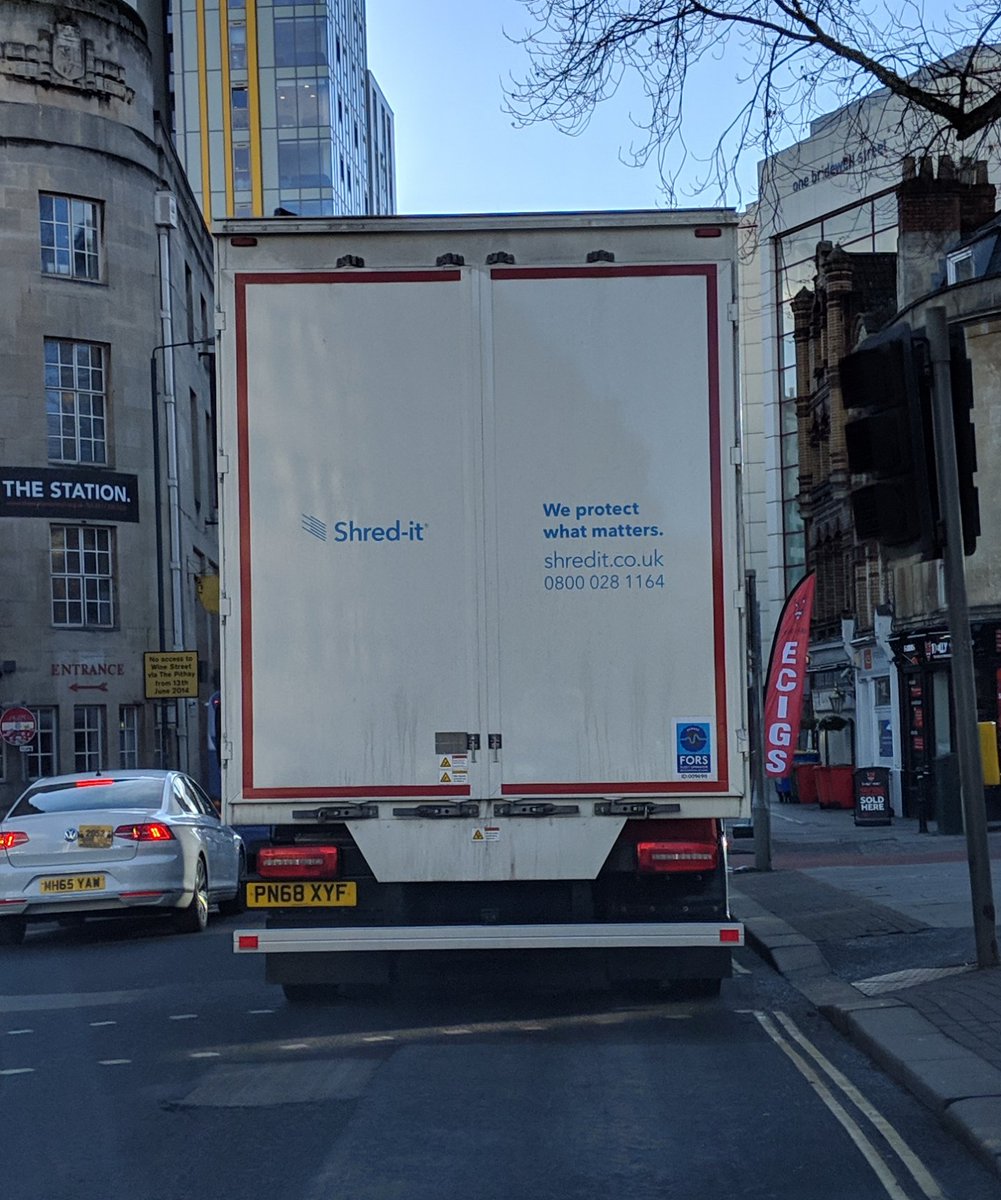 one bridewell street
THE STATION.
Shred-it
We protect
what matters.
shredit.co.uk
0800 028 1164
ECIGS
ENTRANCE
No access to
Wine Street
via The Pithay
from 13th
June 2014
FORS
SOLD
HERE
MH65 YAW
PN68 XYF